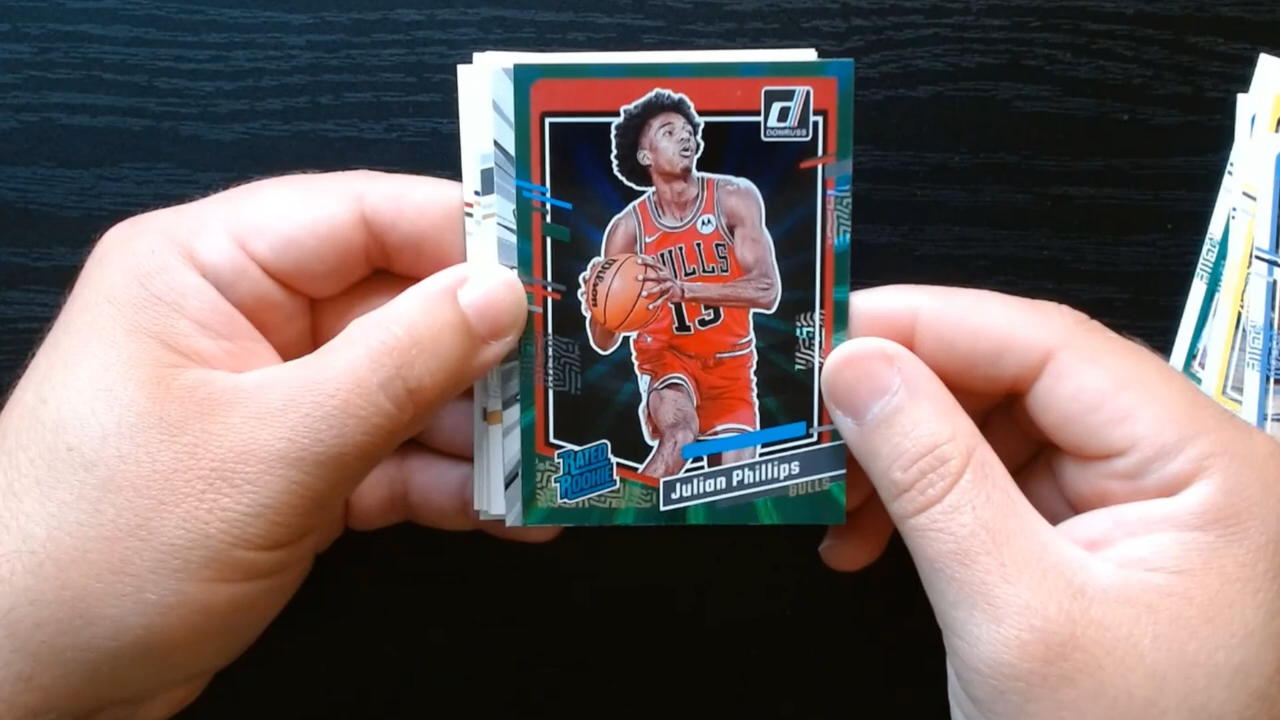 DONRUSS
Wilson
BULLS
13
RATED
ROOKIE
Julian Phillips
BULLS